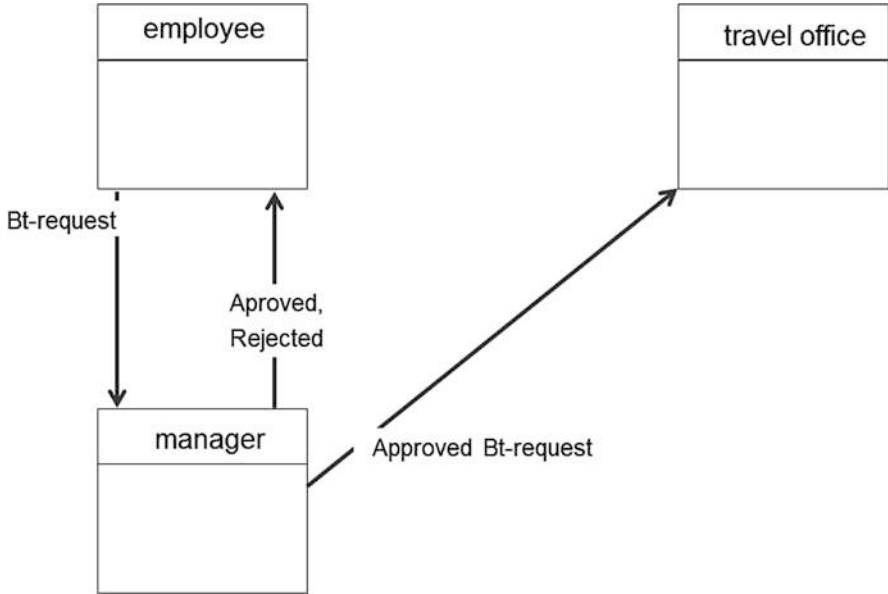 employee
travel office
Bt-request
Aproved,
Rejected
manager
Approved Bt-request